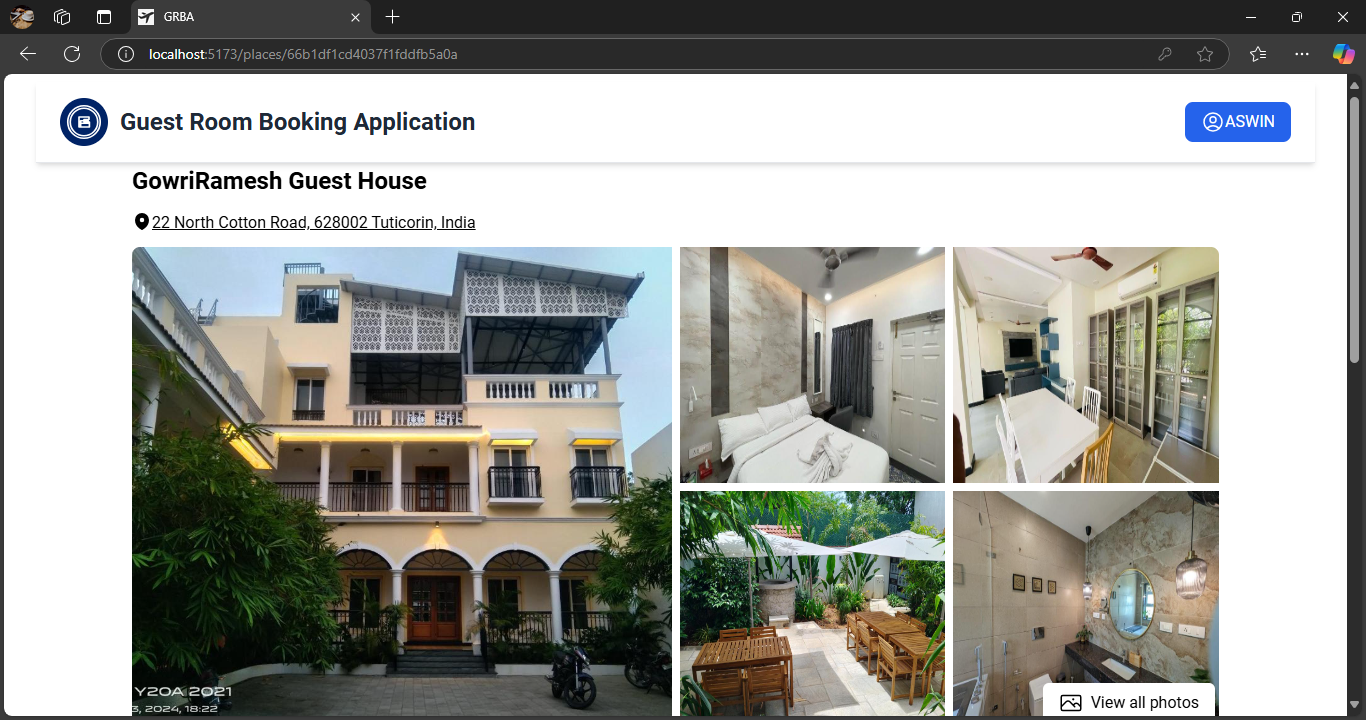 GRBA
localhost:5173/places/66b1df1cd4037f1fddfb5a0a
Guest Room Booking Application
ASWIN
GowriRamesh Guest House
22 North Cotton Road, 628002 Tuticorin, India
Y20A 2021
3, 2024, 18:22
View all photos